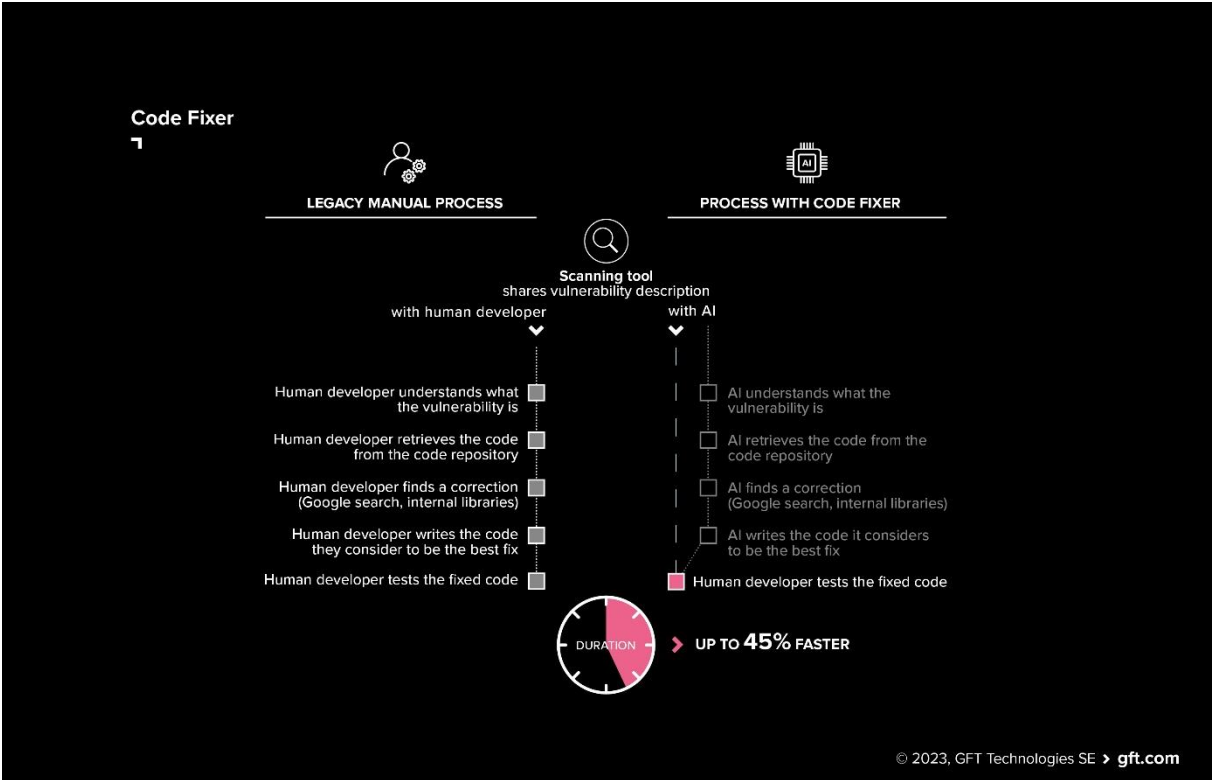 Code Fixer
AI
LEGACY MANUAL PROCESS
PROCESS WITH CODE FIXER
Scanning tool
shares vulnerability description
with human developer
with AI
Human developer understands what
the vulnerability is
Human developer retrieves the code
from the code repository
Human developer finds a correction
(Google search, internal libraries)
Human developer writes the code
they consider to be the best fix
Human developer tests the fixed code
AI understands what the
vulnerability is
AI retrieves the code from the
code repository
AI finds a correction
(Google search, internal libraries)
AI writes the code it considers
to be the best fix
Human developer tests the fixed code
DURATION
UP TO 45% FASTER
© 2023, GFT Technologies SE > gft.com